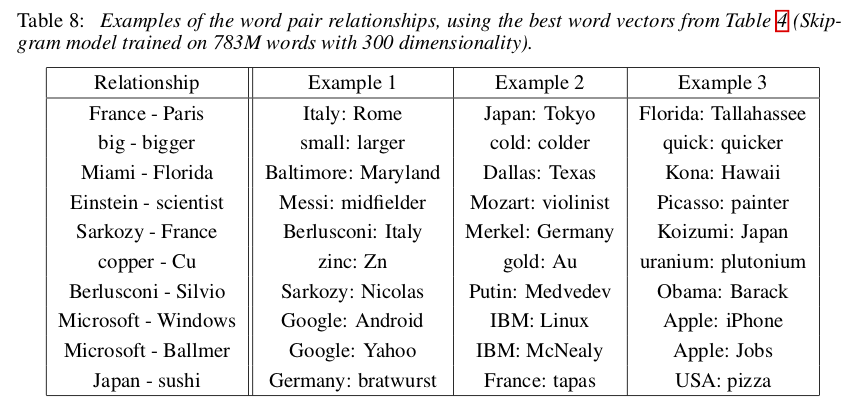 Table 8: Examples of the word pair relationships, using the best word vectors from Table 4 (Skip-
gram model trained on 783M words with 300 dimensionality).
Relationship Example 1 Example 2 Example 3
France - Paris Italy: Rome Japan: Tokyo Florida: Tallahassee
big - bigger small: larger cold: colder quick: quicker
Miami - Florida Baltimore: Maryland Dallas: Texas Kona: Hawaii
Einstein - scientist Messi: midfielder Mozart: violinist Picasso: painter
Sarkozy - France Berlusconi: Italy Merkel: Germany Koizumi: Japan
copper - Cu zinc: Zn gold: Au uranium: plutonium
Berlusconi - Silvio Sarkozy: Nicolas Putin: Medvedev Obama: Barack
Microsoft - Windows Google: Android IBM: Linux Apple: iPhone
Microsoft - Ballmer Google: Yahoo IBM: McNealy Apple: Jobs
Japan - sushi Germany: bratwurst France: tapas USA: pizza